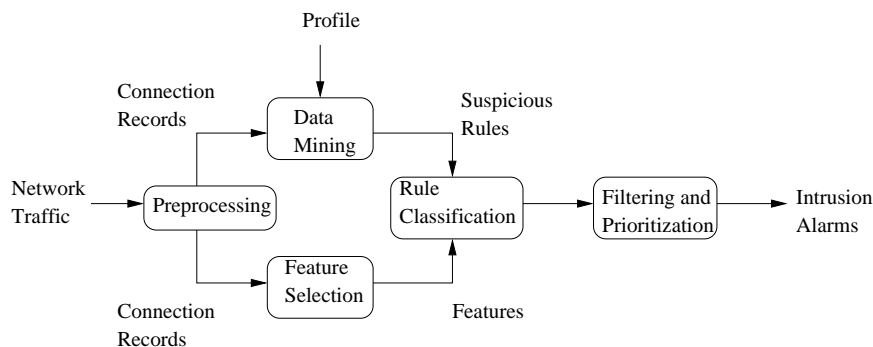 Profile
Connection
Records
Data
Mining
Suspicious
Rules
Network
Traffic
Preprocessing
Rule
Classification
Filtering and
Prioritization
Intrusion
Alarms
Feature
Selection
Connection
Records
Features